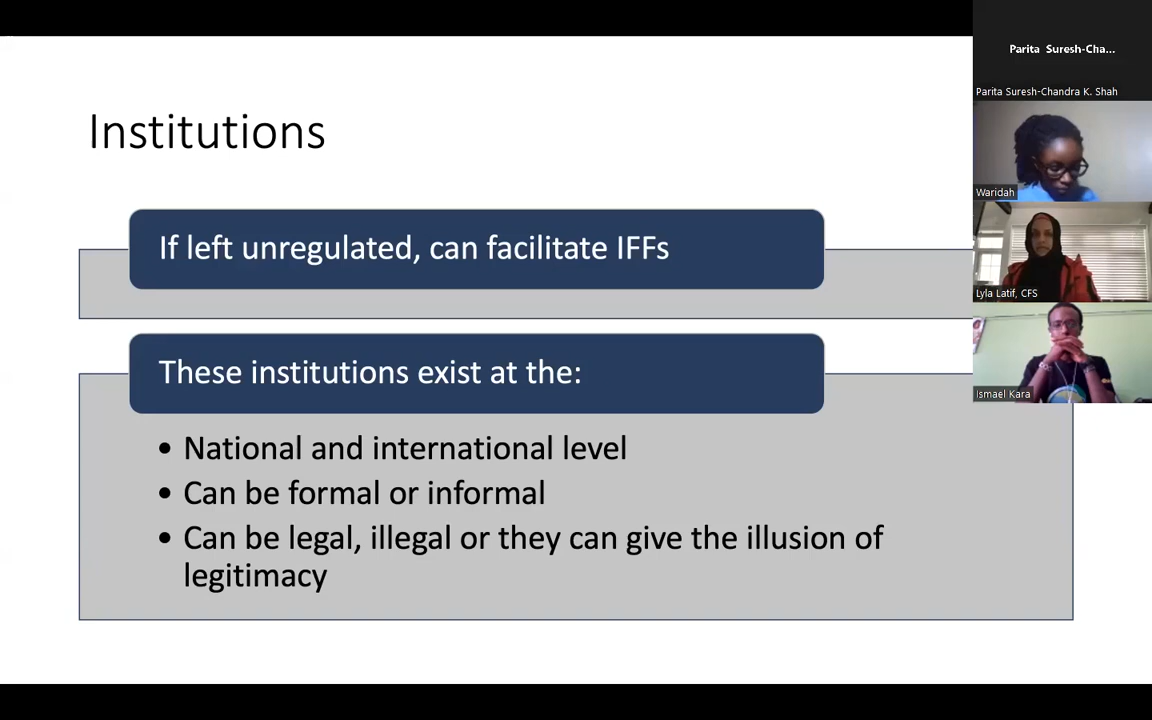 Institutions
If left unregulated, can facilitate IFFs
These institutions exist at the:
• National and international level
• Can be formal or informal
• Can be legal, illegal or they can give the illusion of
legitimacy
Parita Suresh-Cha...
Parita Suresh-Chandra K. Shah
Waridah
Lyla Latif, CFS
Ismael Kara